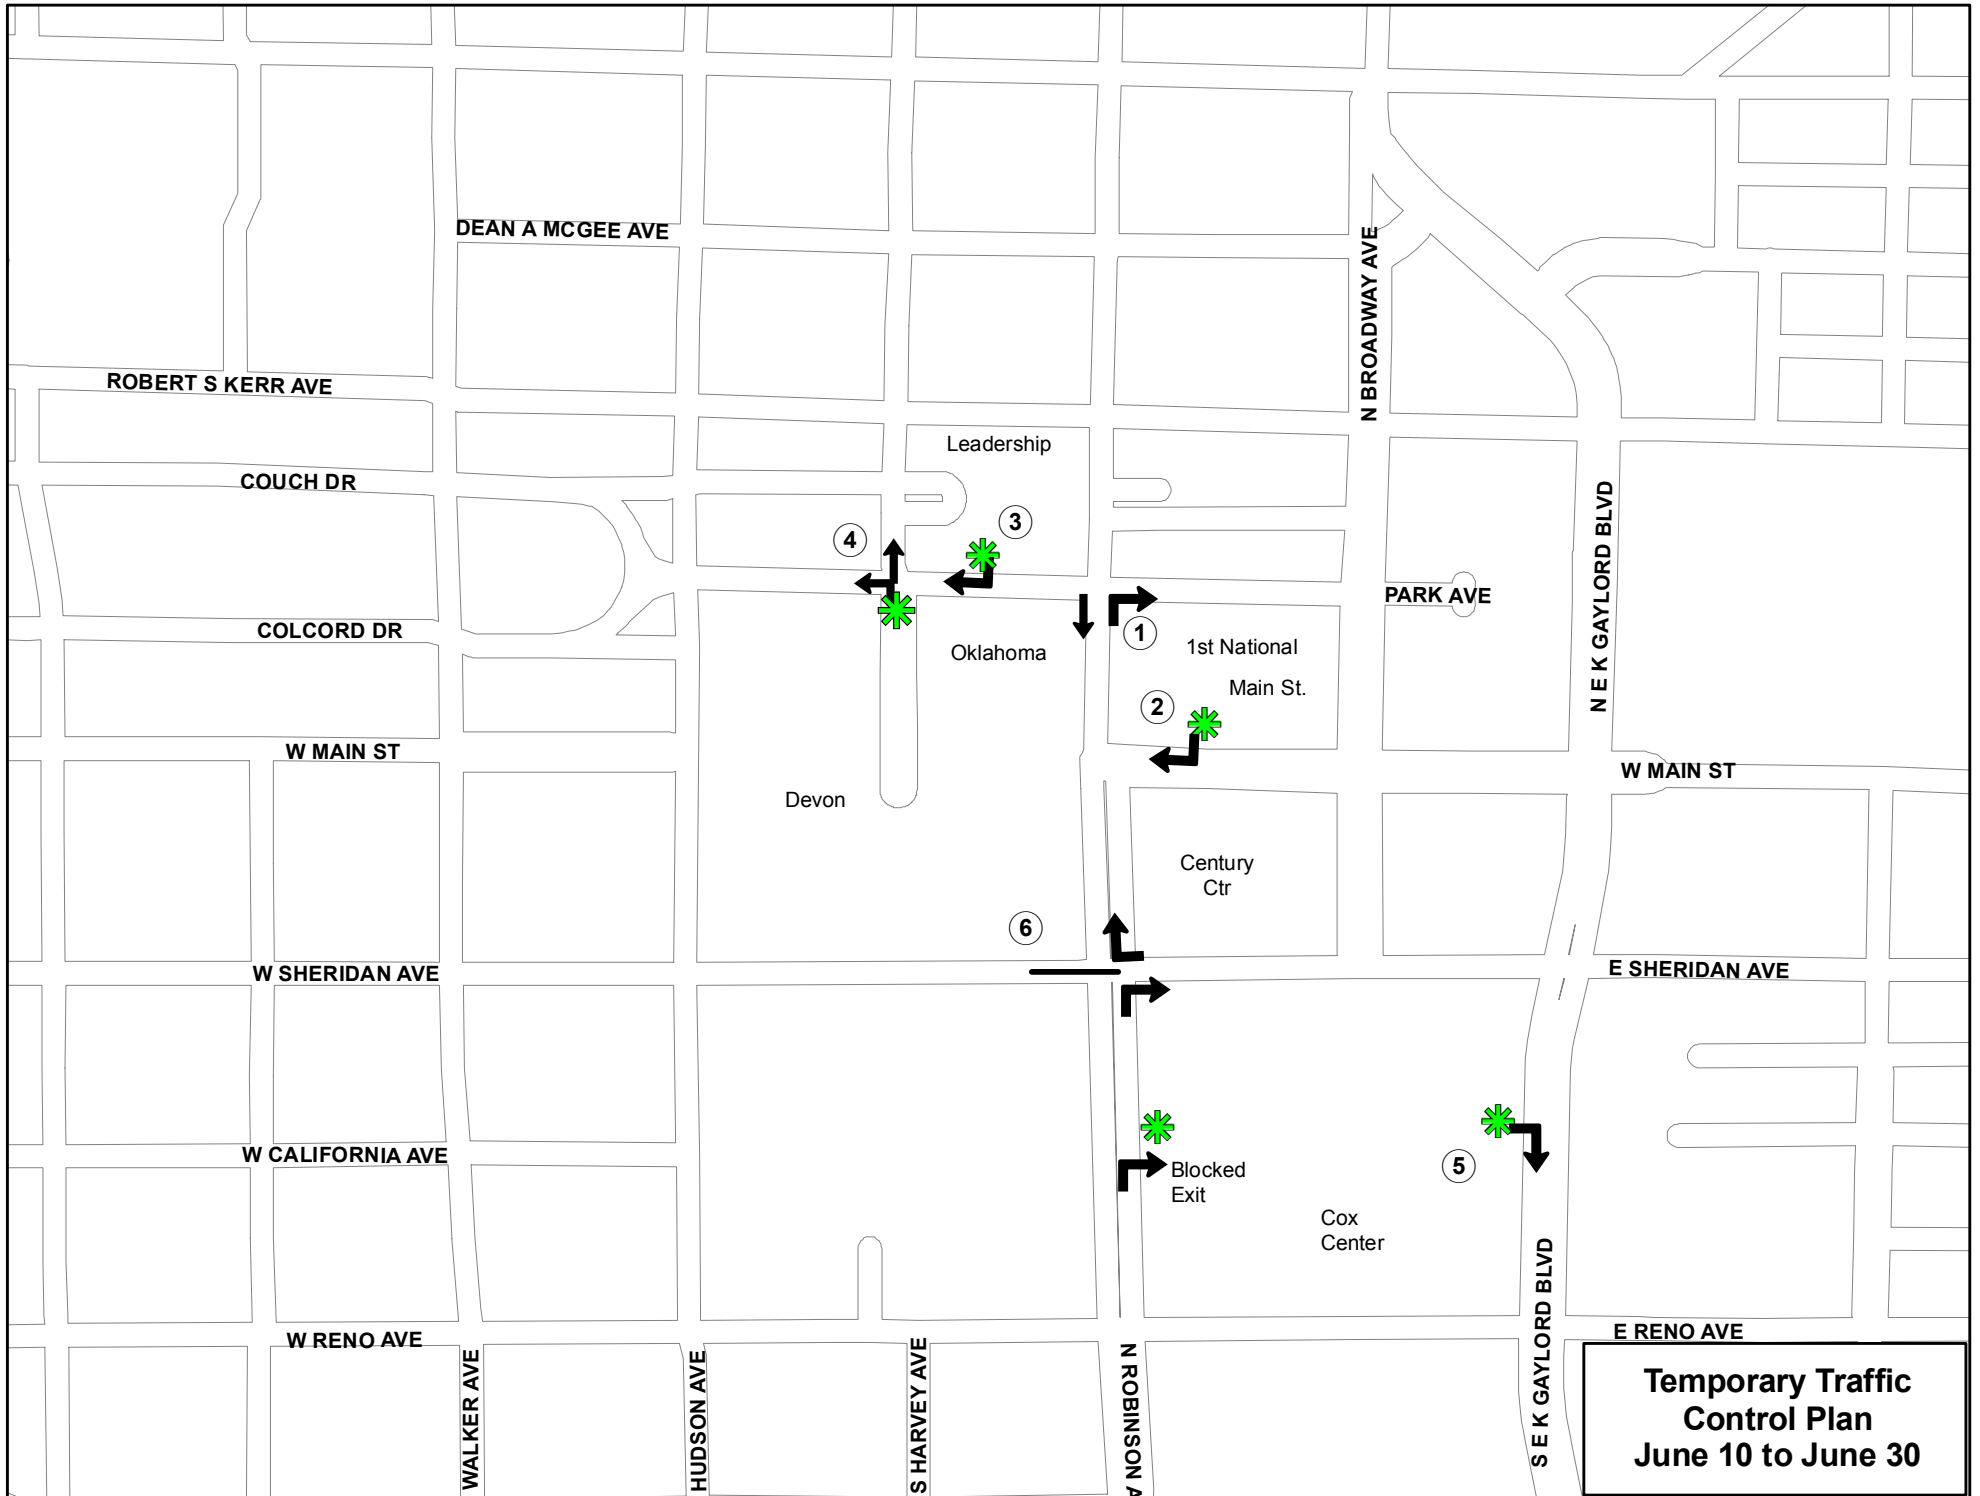 DEAN A MCGEE AVE
N BROADWAY AVE
ROBERT S KERR AVE
Leadership
COUCH DR
N E K GAYLORD BLVD
3
4
PARK AVE
COLCORD DR
1
1st National
Oklahoma
Main St.
2
W MAIN ST
W MAIN ST
Devon
Century
Ctr
6
W SHERIDAN AVE
E SHERIDAN AVE
W CALIFORNIA AVE
Blocked
Exit
5
Cox
Center
S E K GAYLORD BLVD
W RENO AVE
E RENO AVE
WALKER AVE
HUDSON AVE
S HARVEY AVE
N ROBINSON A
Temporary Traffic
Control Plan
June 10 to June 30